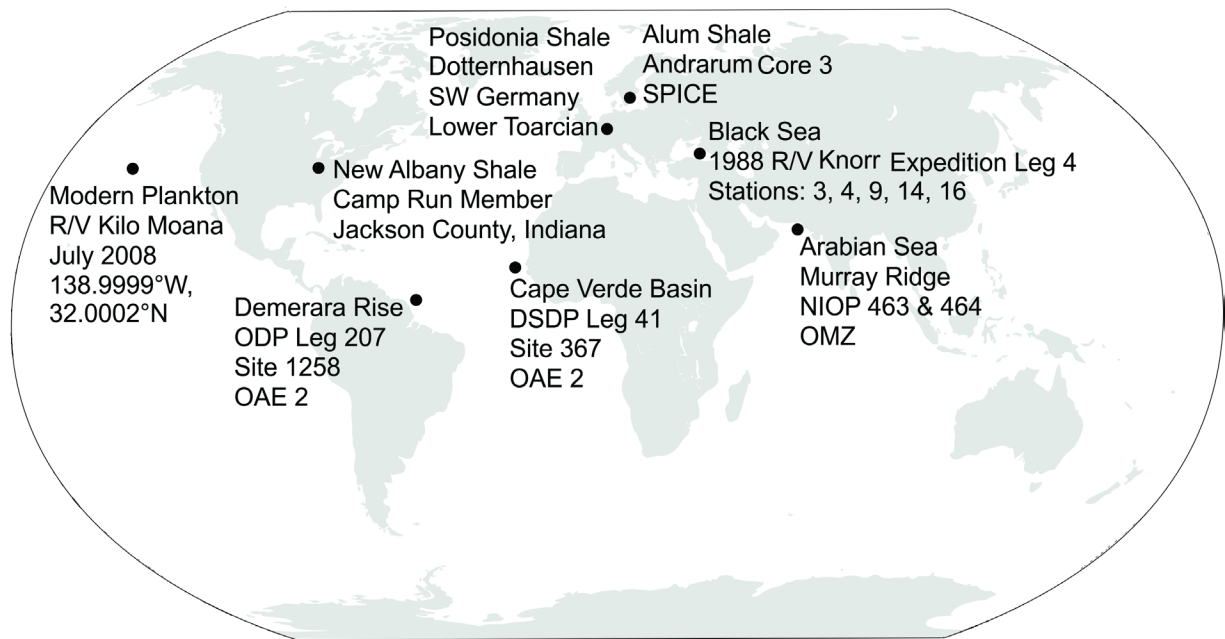 Posidonia Shale
Dotternhausen
SW Germany
Lower Toarcian
Alum Shale
Andrarum Core 3
SPICE
Black Sea
1988 R/V Knorr Expedition Leg 4
Stations: 3, 4, 9, 14, 16
New Albany Shale
Camp Run Member
Jackson County, Indiana
Modern Plankton
R/V Kilo Moana
July 2008
138.9999°W,
32.0002°N
Arabian Sea
Murray Ridge
NIOP 463 & 464
OMZ
Cape Verde Basin
DSDP Leg 41
Site 367
OAE 2
Demerara Rise
ODP Leg 207
Site 1258
OAE 2